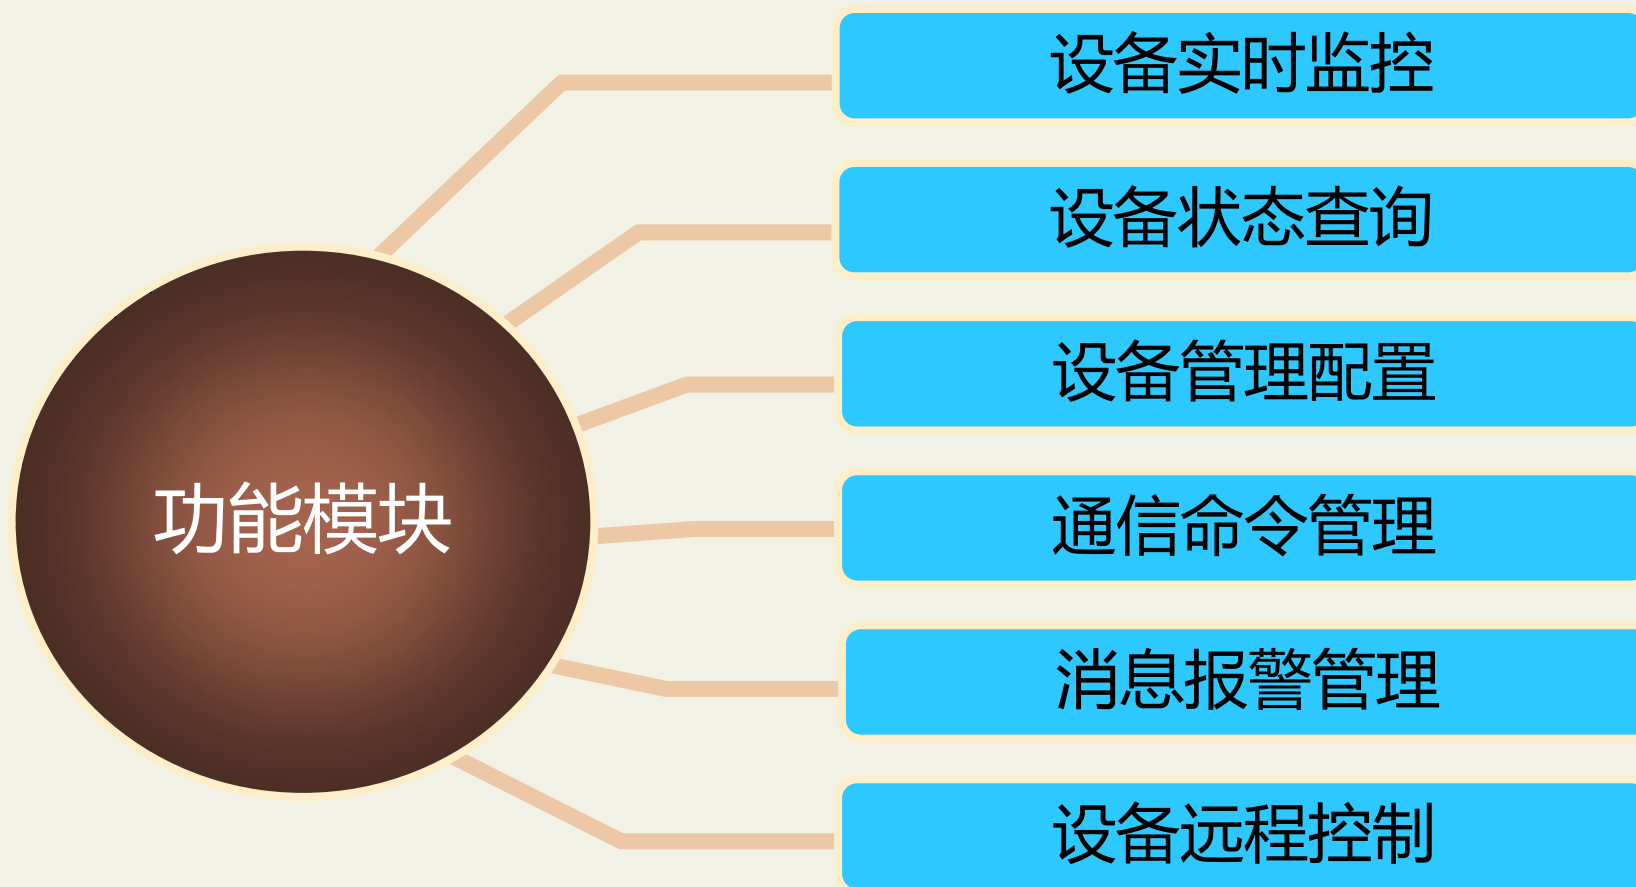 设备实时监控
设备状态查询
设备管理配置
功能模块
通信命令管理
消息报警管理
设备远程控制